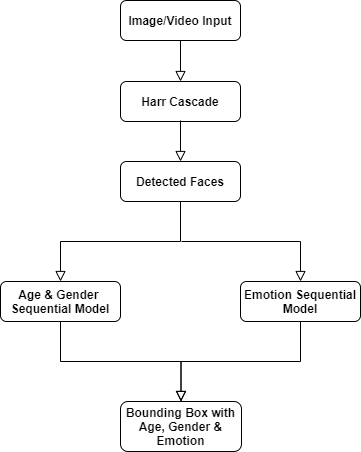 Image/Video Input
Harr Cascade
Detected Faces
Age & Gender
Sequential Model
Emotion Sequential
Model
Bounding Box with
Age, Gender &
Emotion